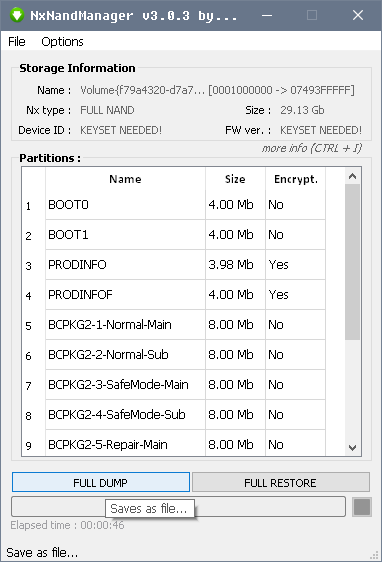 NxNandManager v3.0.3 by...
File Options
Storage Information
Name : Volume{f79a4320-d7a7... [0001000000 -> 07493FFFFF]
Nx type : FULL NAND Size : 29.13 Gb
Device ID : KEYSET NEEDED! FW ver. : KEYSET NEEDED!
more info (CTRL + I)
Partitions :
Name Size Encrypt.
1 BOOT0 4.00 Mb No
2 BOOT1 4.00 Mb No
3 PRODINFO 3.98 Mb Yes
4 PRODINFOF 4.00 Mb Yes
5 BCPKG2-1-Normal-Main 8.00 Mb No
6 BCPKG2-2-Normal-Sub 8.00 Mb No
7 BCPKG2-3-SafeMode-Main 8.00 Mb No
8 BCPKG2-4-SafeMode-Sub 8.00 Mb No
9 BCPKG2-5-Repair-Main 8.00 Mb No
FULL DUMP FULL RESTORE
Saves as file...
Elapsed time : 00:00:46
Save as file...